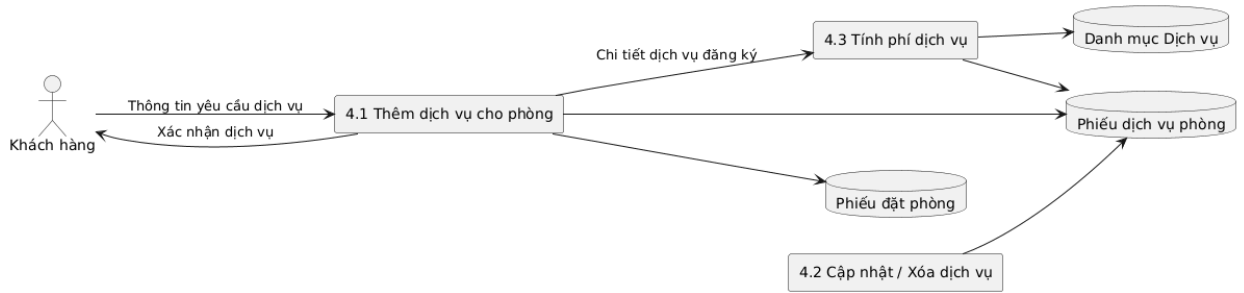 4.3 Tính phí dịch vụ
Danh mục Dịch vụ
Chi tiết dịch vụ đăng ký
Thông tin yêu cầu dịch vụ
4.1 Thêm dịch vụ cho phòng
Phiếu dịch vụ phòng
Xác nhận dịch vụ
Khách hàng
Phiếu đặt phòng
4.2 Cập nhật / Xóa dịch vụ